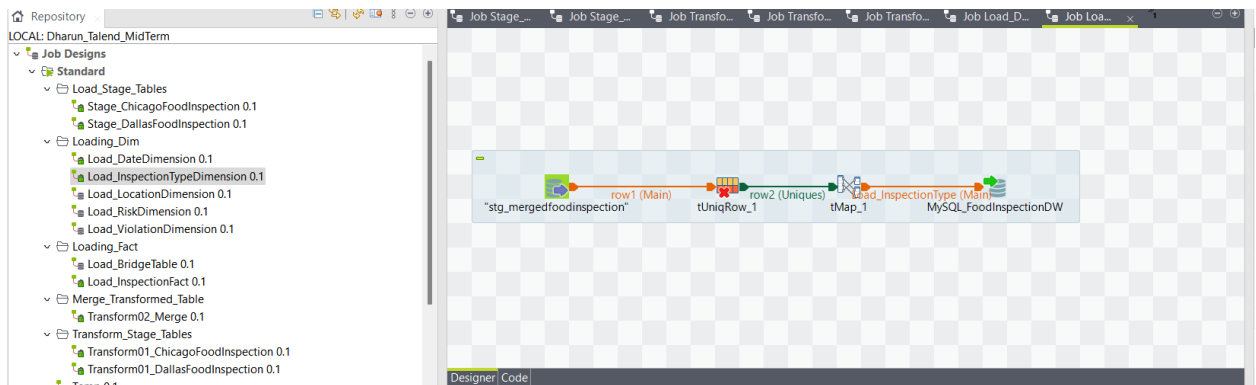 Repository
LOCAL: Dharun_Talend_MidTerm
Job Designs
Standard
Load_Stage_Tables
Stage_ChicagoFoodInspection 0.1
Stage_DallasFoodInspection 0.1
Loading_Dim
Load_DateDimension 0.1
Load_InspectionTypeDimension 0.1
Load_LocationDimension 0.1
Load_RiskDimension 0.1
Load_ViolationDimension 0.1
Loading_Fact
Load_BridgeTable 0.1
Load_InspectionFact 0.1
Merge_Transformed_Table
Transform02_Merge 0.1
Transform_Stage_Tables
Transform01_ChicagoFoodInspection 0.1
Transform01_DallasFoodInspection 0.1
Job Stage_... Job Stage_... Job Transfo... Job Transfo... Job Transfo... Job Load_D... Job Loa...
row1 (Main) row2 (Uniques) Load_InspectionType (Main)
"stg_mergedfoodinspection" tUniqRow_1 tMap_1 MySQL_FoodInspectionDW
Designer Code